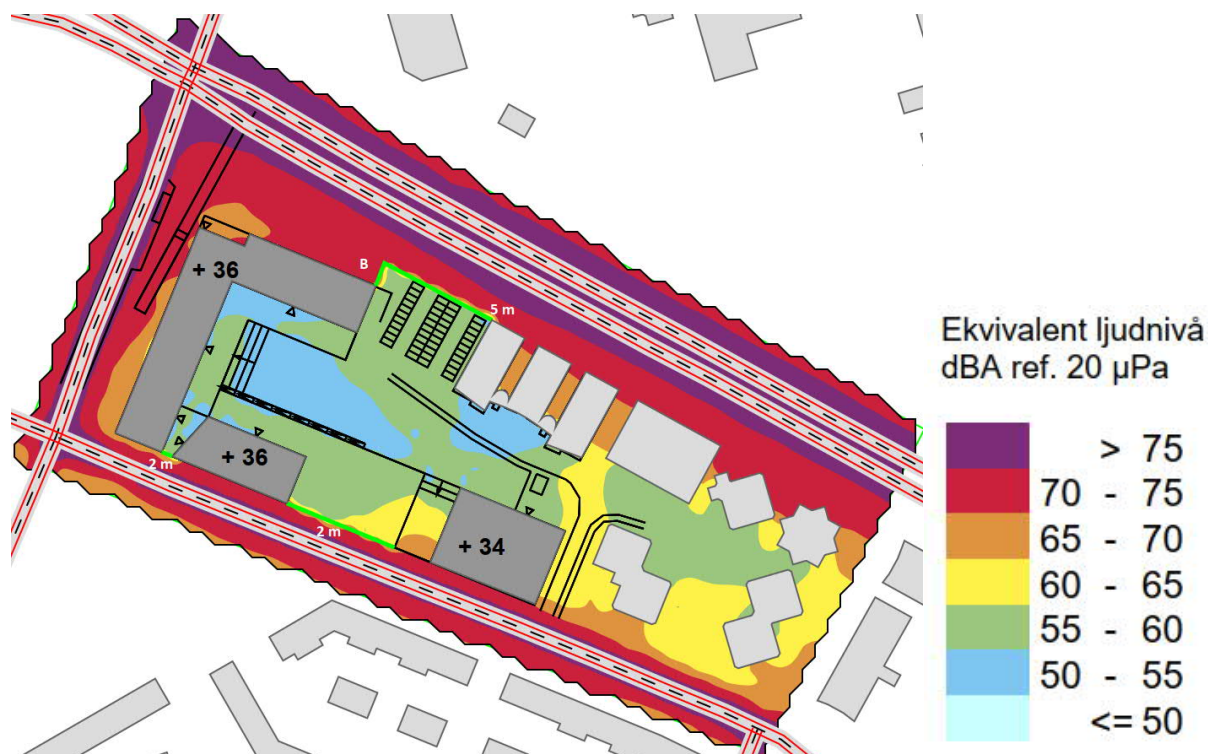 + 36
B
5 m
+ 36
2 m
2 m
+ 34
Ekvivalent ljudnivå
dBA ref. 20 µPa
> 75
70 - 75
65 - 70
60 - 65
55 - 60
50 - 55
<= 50